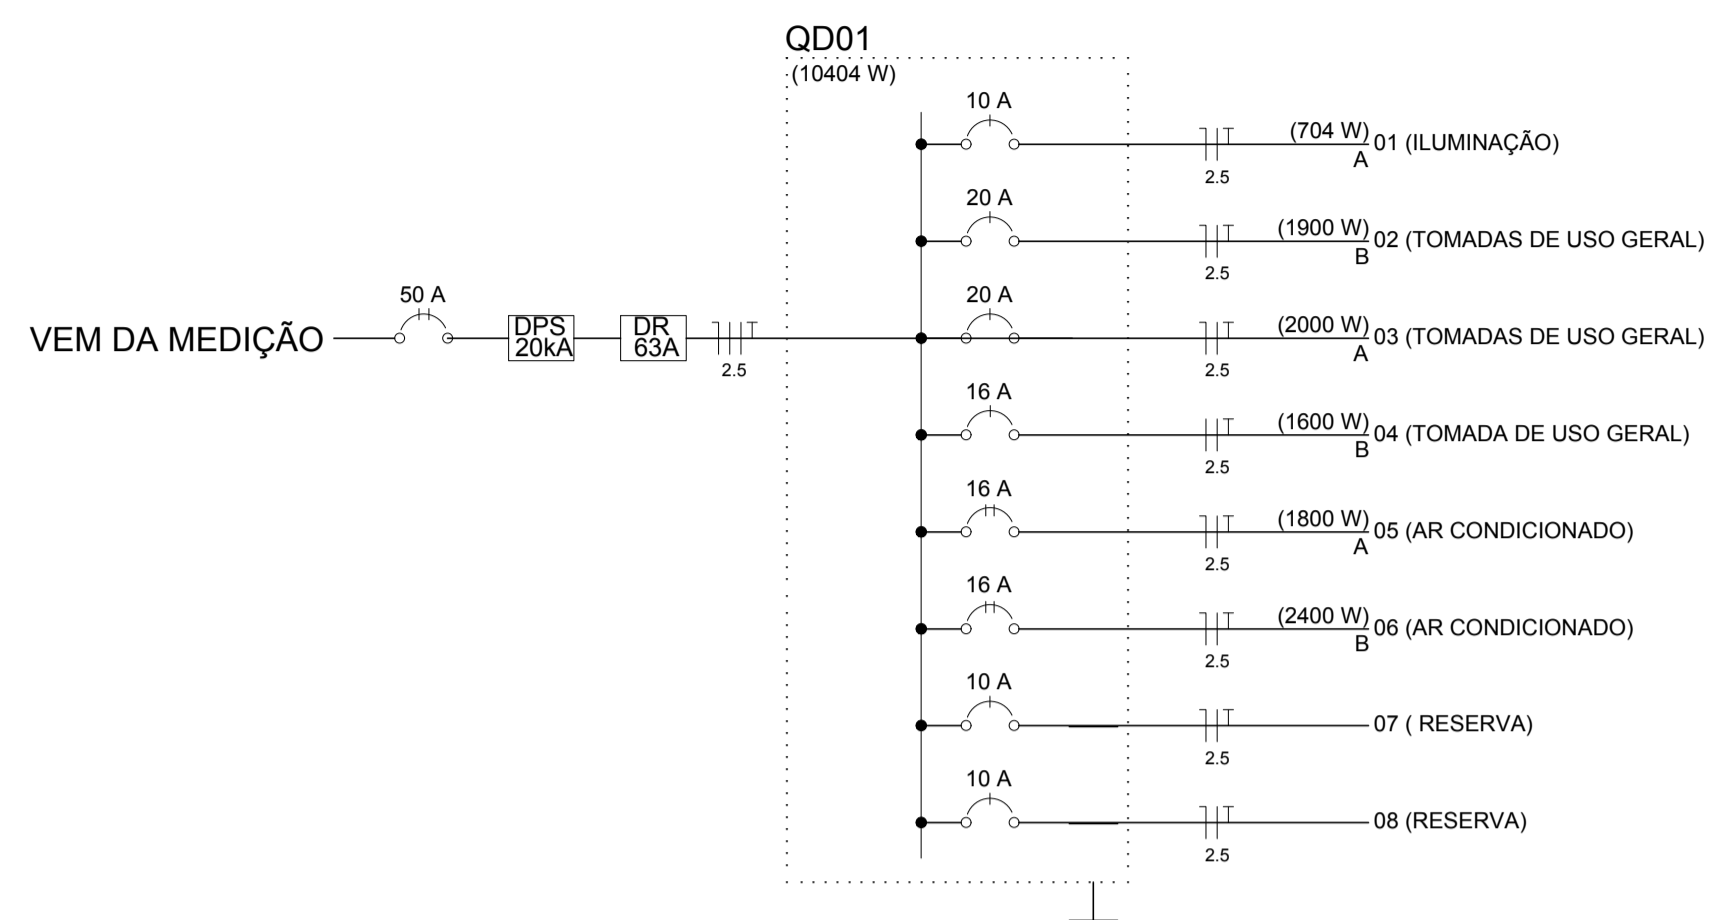 QD01
(10404 W)
10 A
(704 W)
01 (ILUMINAÇÃO)
A
2.5
20 A
(1900 W)
02 (TOMADAS DE USO GERAL)
B
2.5
50 A
VEM DA MEDIÇÃO
DPS
20kA
DR
63A
2.5
20 A
(2000 W)
03 (TOMADAS DE USO GERAL)
A
2.5
16 A
(1600 W)
04 (TOMADA DE USO GERAL)
B
2.5
16 A
(1800 W)
05 (AR CONDICIONADO)
A
2.5
16 A
(2400 W)
06 (AR CONDICIONADO)
B
2.5
10 A
07 ( RESERVA)
2.5
10 A
08 (RESERVA)
2.5